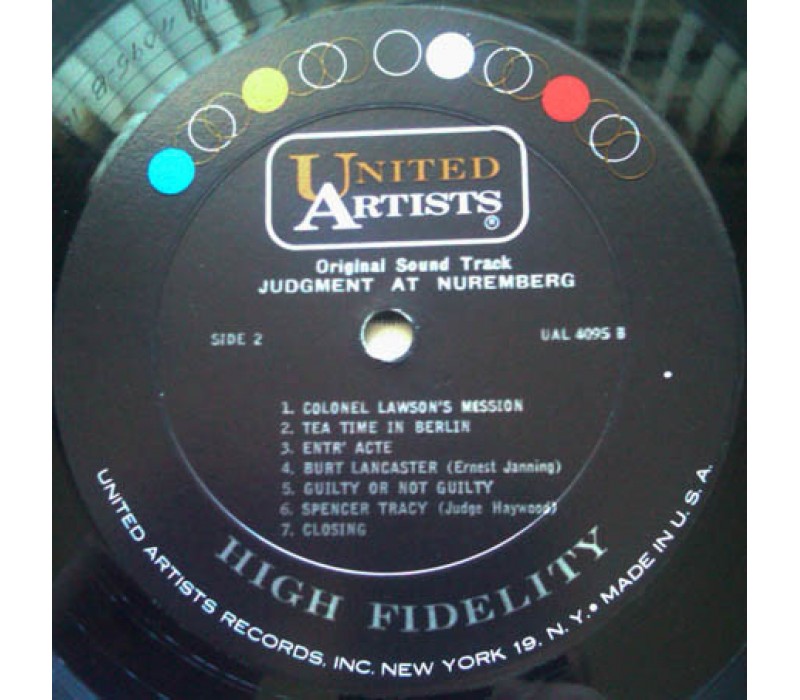 UNITED
ARTISTS
®
Original Sound Track
JUDGMENT AT NUREMBERG
SIDE 2
UAL 4095 B
1. COLONEL LAWSON'S MESSION
2. TEA TIME IN BERLIN
3. ENTR' ACTE
4. BURT LANCASTER (Ernest Janning)
5. GUILTY OR NOT GUILTY
6. SPENCER TRACY (Judge Haywood)
7. CLOSING
HIGH FIDELITY
UNITED ARTISTS RECORDS, INC. NEW YORK 19, N. Y. • MADE IN U. S. A.